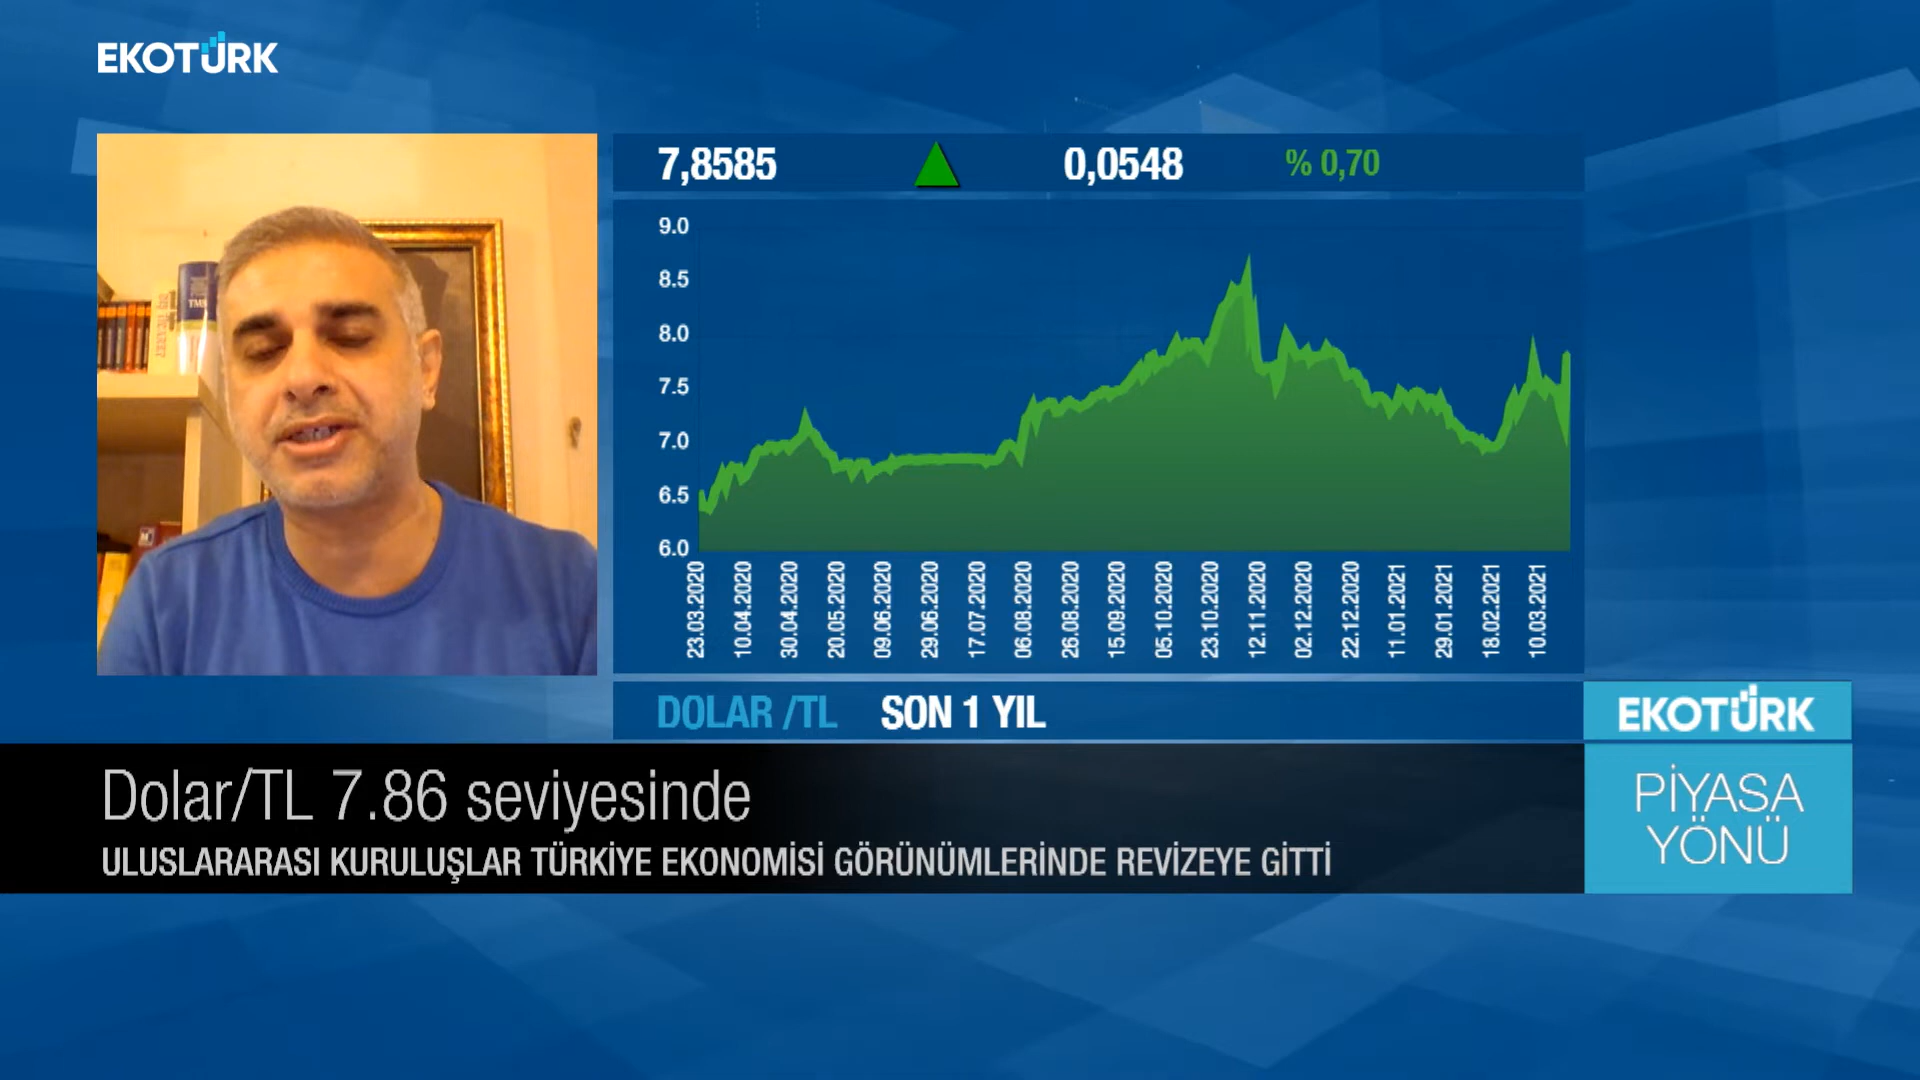 EKOTÜRK
TMS
7,8585 0,0548 % 0,70
9.0
8.5
8.0
7.5
7.0
6.5
6.0
23.03.2020
10.04.2020
30.04.2020
20.05.2020
09.06.2020
29.06.2020
17.07.2020
06.08.2020
26.08.2020
15.09.2020
05.10.2020
23.10.2020
12.11.2020
02.12.2020
22.12.2020
11.01.2021
29.01.2021
18.02.2021
10.03.2021
DOLAR /TL SON 1 YIL
EKOTÜRK
Dolar/TL 7.86 seviyesinde
ULUSLARARASI KURULUŞLAR TÜRKİYE EKONOMİSİ GÖRÜNÜMLERİNDE REVİZEYE GİTTİ
PİYASA
YÖNÜ